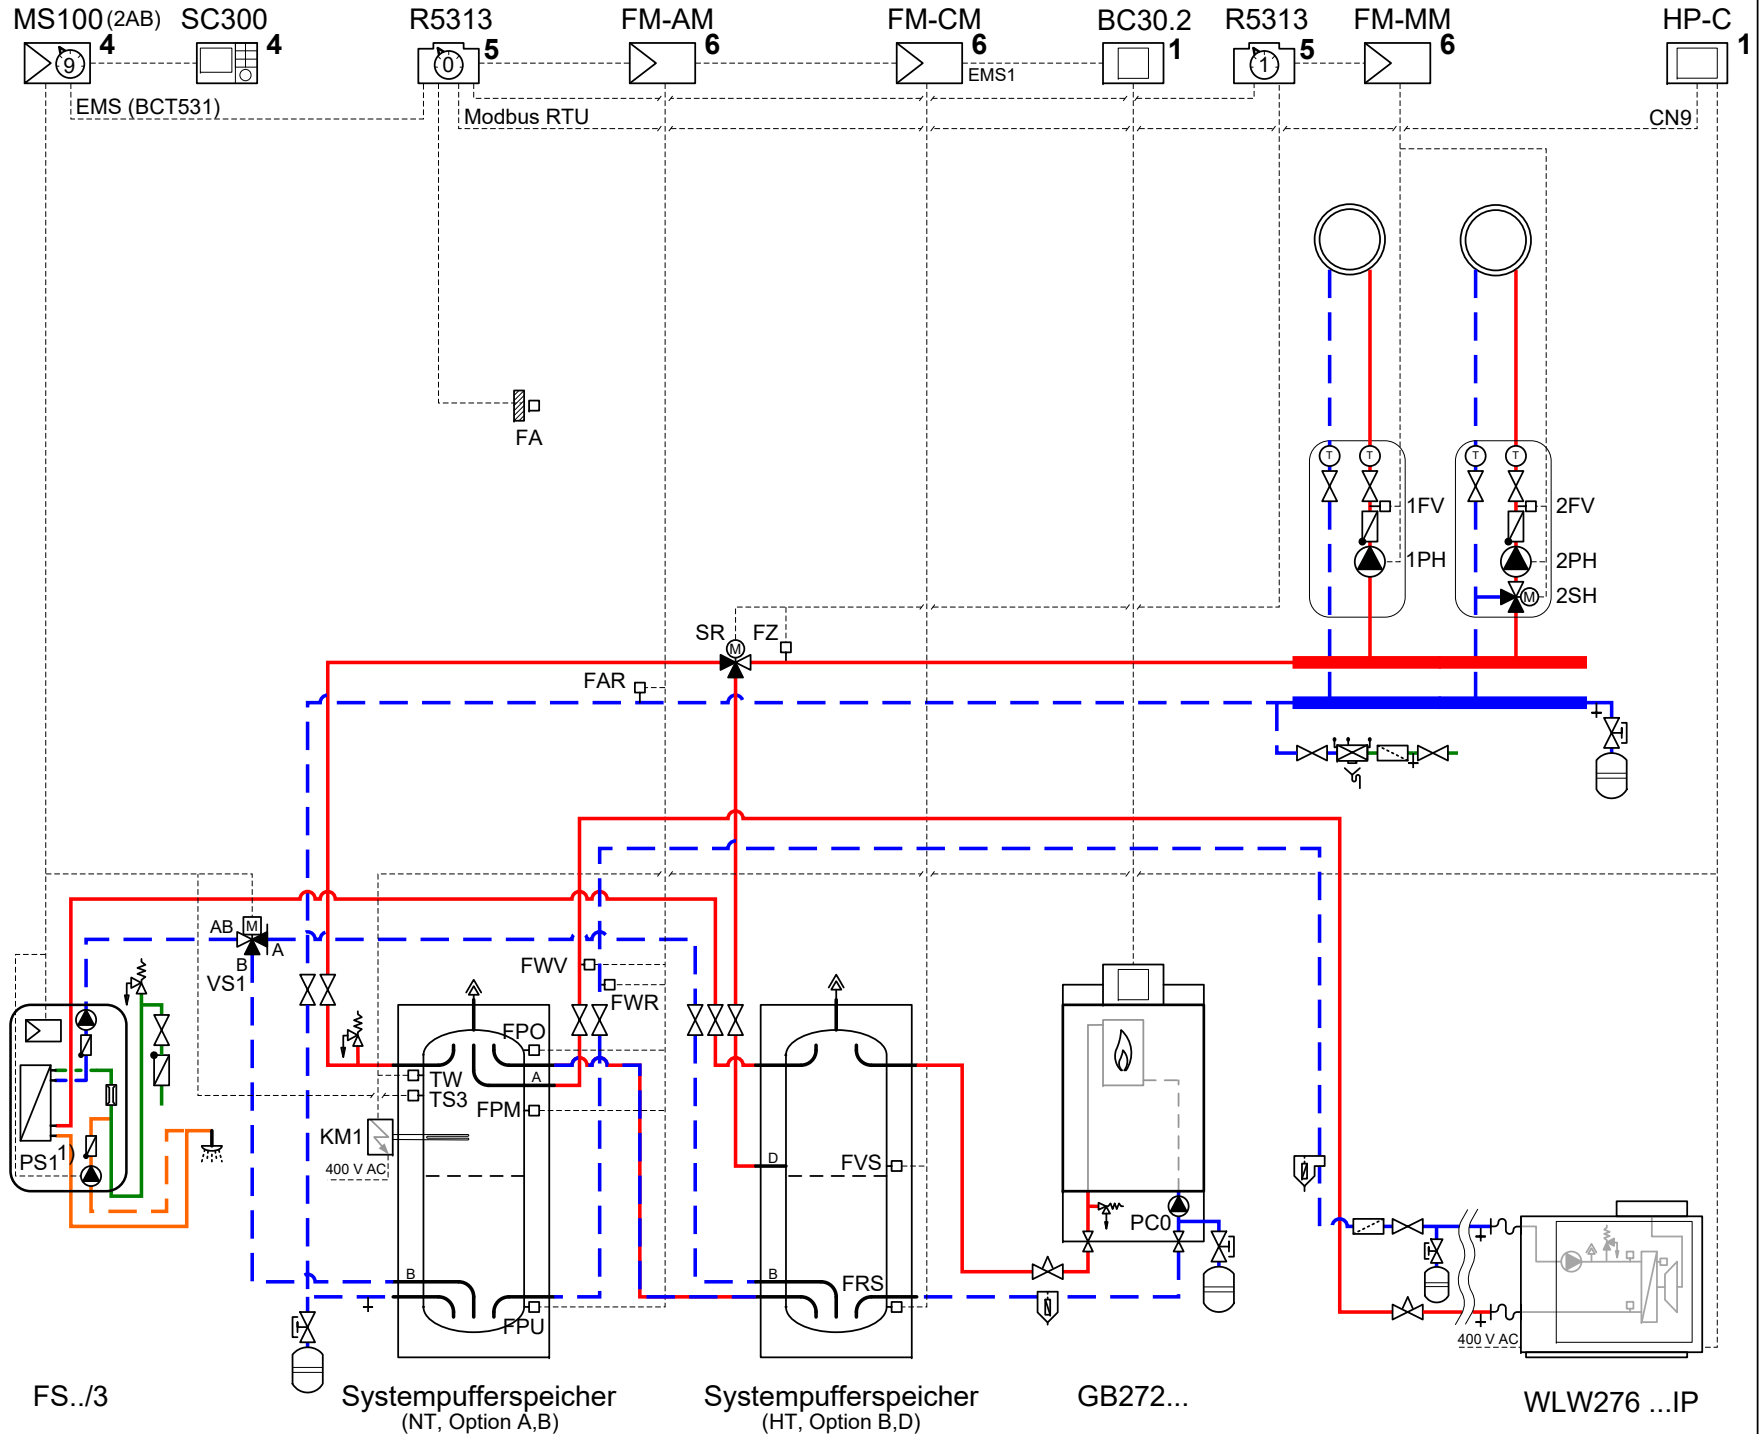 MS100 (2AB) SC300 R5313 FM-AM FM-CM BC30.2 R5313 FM-MM HP-C
4 4 5 6 6 1 5 6 1
9 0 1
EMS1
EMS (BCT531)
Modbus RTU
CN9
FA
T T T T
1FV 2FV
1PH 2PH
M 2SH
SR FZ
M
FAR
AB M
A
B
VS1
FWV
FWR
FPO
TW
A
TS3
FPM
KM1
PS1 1)
400 V AC
D
FVS
PC0
B
B
FRS
FPU
400 V AC
FS../3
Systempufferspeicher
(NT, Option A,B)
Systempufferspeicher
(HT, Option B,D)
GB272...
WLW276 ...IP